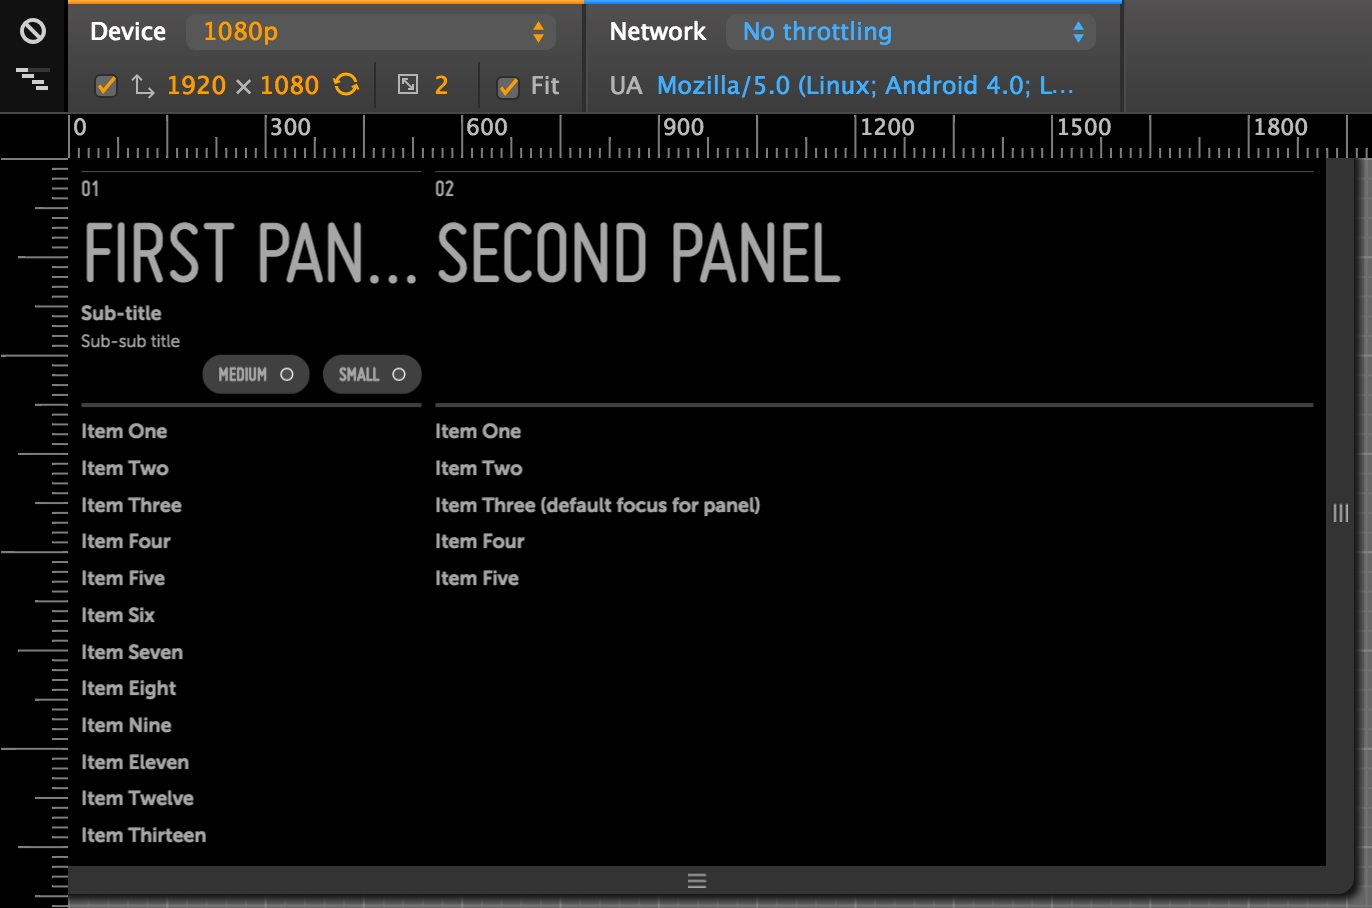 Device 1080p Network No throttling
1920 × 1080 2 Fit UA Mozilla/5.0 (Linux; Android 4.0; L...
0 300 600 900 1200 1500 1800
01
FIRST PAN...
Sub-title
Sub-sub title
MEDIUM SMALL
Item One
Item Two
Item Three
Item Four
Item Five
Item Six
Item Seven
Item Eight
Item Nine
Item Eleven
Item Twelve
Item Thirteen
02
SECOND PANEL
Item One
Item Two
Item Three (default focus for panel)
Item Four
Item Five